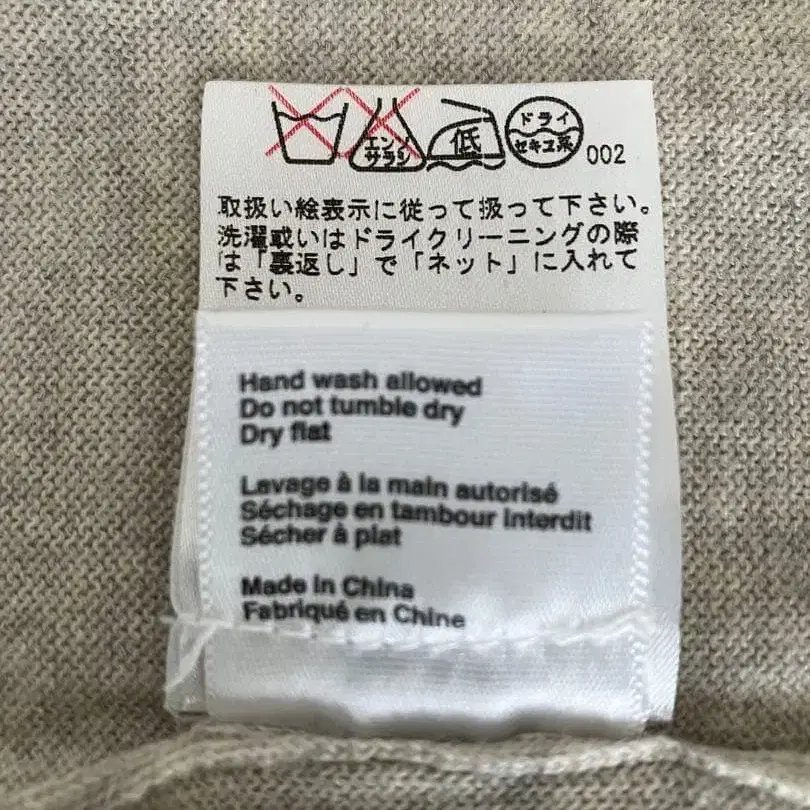 エンソ
サラシ
低
ドライ
セキユ系
002
取扱い絵表示に従って扱って下さい。
洗濯或いはドライクリーニングの際
は「裏返し」で「ネット」に入れて
下さい。
Hand wash allowed
Do not tumble dry
Dry flat
Lavage à la main autorisé
Séchage en tambour interdit
Sécher à plat
Made in China
Fabriqué en Chine